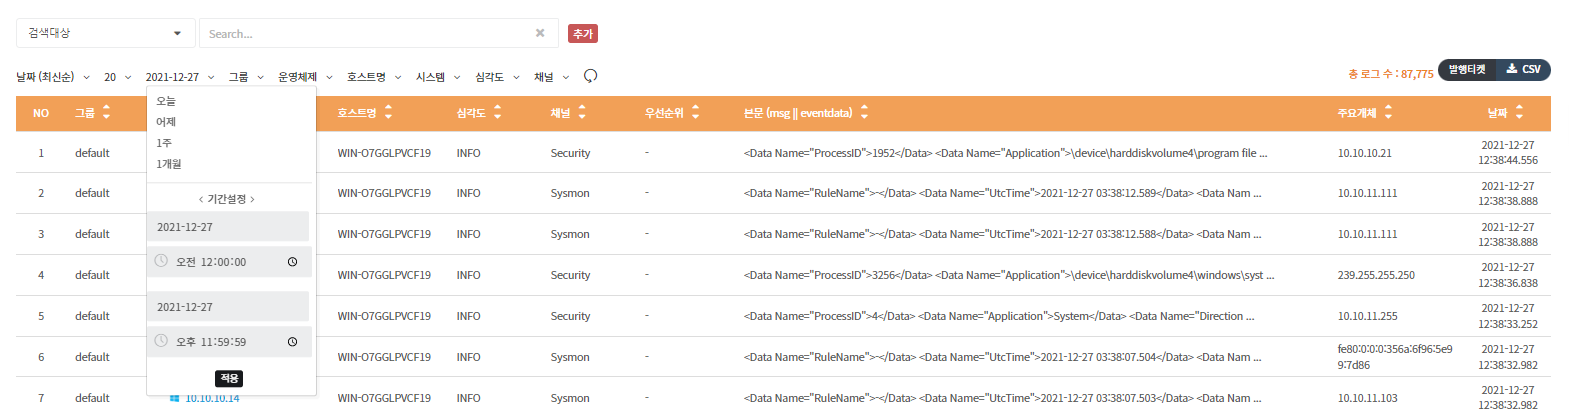 검색대상 Search... 추가
날짜 (최신순) 20 2021-12-27 그룹 운영체제 호스트명 시스템 심각도 채널 총 로그 수 : 87,775 발행티켓 CSV
오늘
어제
1주
1개월
< 기간설정 >
2021-12-27
오전 12:00:00
2021-12-27
오후 11:59:59
적용
NO 그룹 호스트명 심각도 채널 우선순위 본문 (msg || eventdata) 주요개체 날짜
1 default WIN-O7GGLPVCF19 INFO Security - <Data Name="ProcessID">1952</Data> <Data Name="Application">\device\harddiskvolume4\program file ... 10.10.10.21 2021-12-27
12:38:44.556
2 default WIN-O7GGLPVCF19 INFO Sysmon - <Data Name="RuleName">-</Data> <Data Name="UtcTime">2021-12-27 03:38:12.589</Data> <Data Nam ... 10.10.11.111 2021-12-27
12:38:38.888
3 default WIN-O7GGLPVCF19 INFO Sysmon - <Data Name="RuleName">-</Data> <Data Name="UtcTime">2021-12-27 03:38:12.588</Data> <Data Nam ... 10.10.11.111 2021-12-27
12:38:38.888
4 default WIN-O7GGLPVCF19 INFO Security - <Data Name="ProcessID">3256</Data> <Data Name="Application">\device\harddiskvolume4\windows\syst ... 239.255.255.250 2021-12-27
12:38:36.838
5 default WIN-O7GGLPVCF19 INFO Security - <Data Name="ProcessID">4</Data> <Data Name="Application">System</Data> <Data Name="Direction ... 10.10.11.255 2021-12-27
12:38:33.252
6 default WIN-O7GGLPVCF19 INFO Sysmon - <Data Name="RuleName">-</Data> <Data Name="UtcTime">2021-12-27 03:38:07.504</Data> <Data Nam ... fe80:0:0:0:356a:6f96:5e9 2021-12-27
9:7d86 12:38:32.982
7 default 10.10.10.14 WIN-O7GGLPVCF19 INFO Sysmon - <Data Name="RuleName">-</Data> <Data Name="UtcTime">2021-12-27 03:38:07.503</Data> <Data Nam ... 10.10.11.103 2021-12-27
12:38:32.982